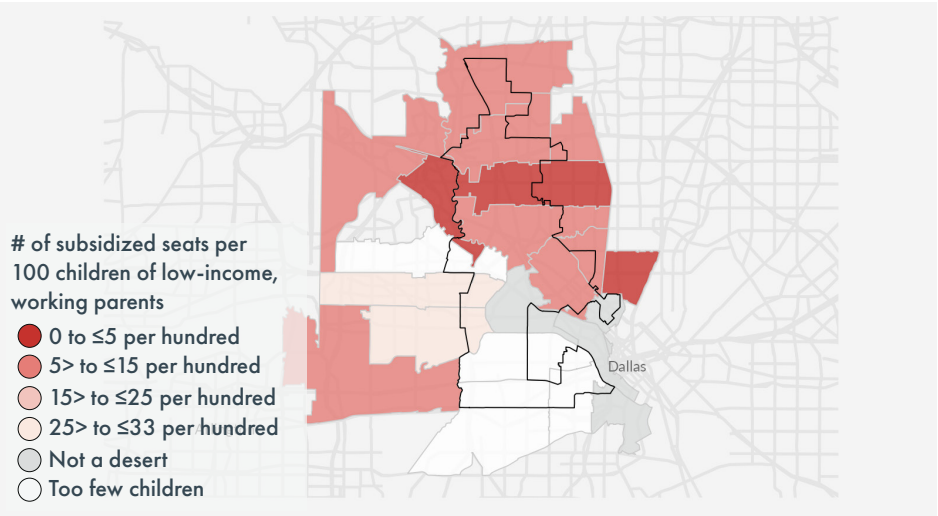 # of subsidized seats per
100 children of low-income,
working parents
0 to ≤5 per hundred
5> to ≤15 per hundred
15> to ≤25 per hundred
25> to ≤33 per hundred
Not a desert
Too few children
Dallas